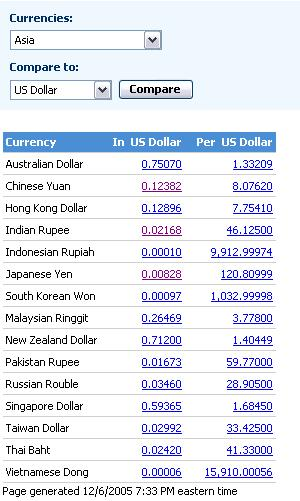 Currencies:
Asia
Compare to:
US Dollar Compare
Currency In US Dollar Per US Dollar
Australian Dollar 0.75070 1.33209
Chinese Yuan 0.12382 8.07620
Hong Kong Dollar 0.12896 7.75410
Indian Rupee 0.02168 46.12500
Indonesian Rupiah 0.00010 9,912.99974
Japanese Yen 0.00828 120.80999
South Korean Won 0.00097 1,032.99998
Malaysian Ringgit 0.26469 3.77800
New Zealand Dollar 0.71200 1.40449
Pakistan Rupee 0.01673 59.77000
Russian Rouble 0.03460 28.90500
Singapore Dollar 0.59365 1.68450
Taiwan Dollar 0.02992 33.42500
Thai Baht 0.02420 41.33000
Vietnamese Dong 0.00006 15,910.00056
Page generated 12/6/2005 7:33 PM eastern time